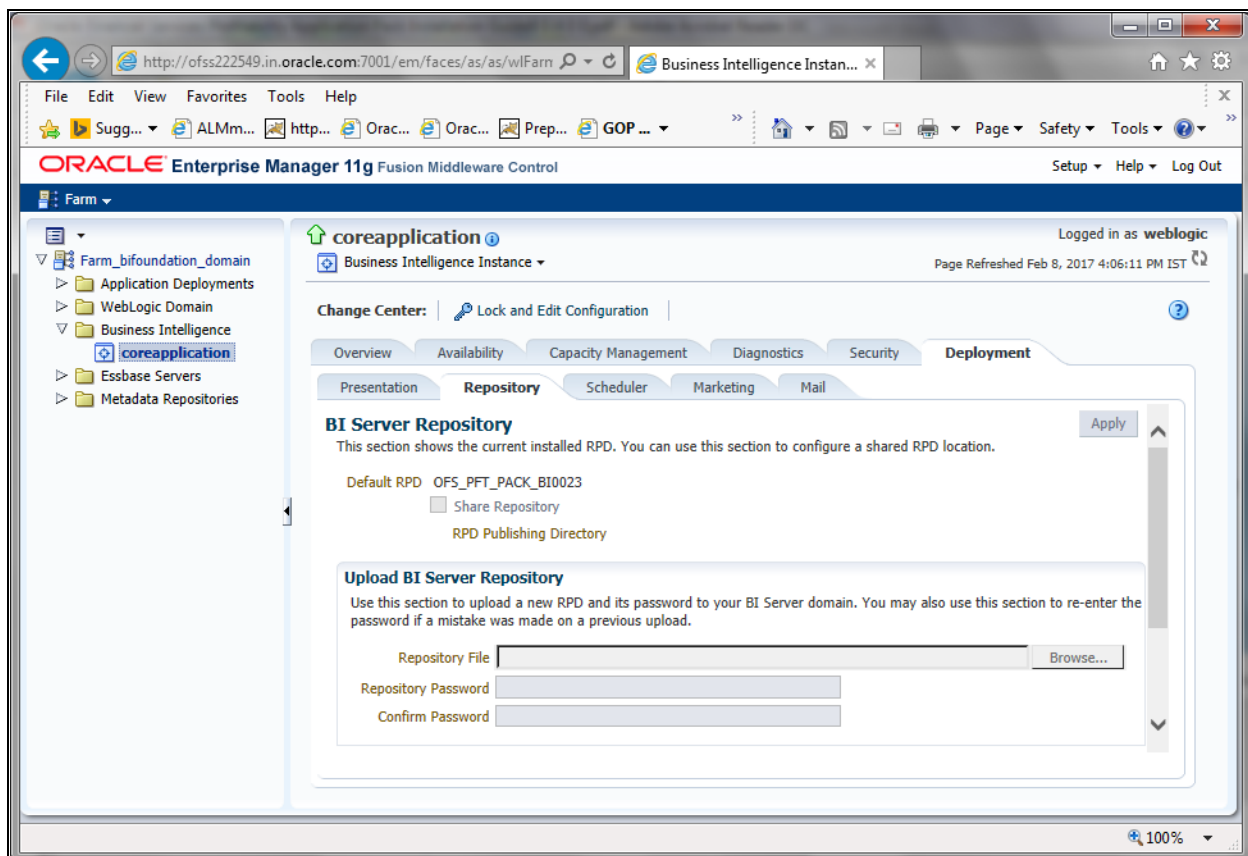 http://ofss222549.in.oracle.com:7001/em/faces/as/as/wlFarn
Business Intelligence Instan...
File Edit View Favorites Tools Help
Sugg... ALMm... http... Orac... Orac... Prep... GOP ... Page Safety Tools
ORACLE Enterprise Manager 11g Fusion Middleware Control
Setup Help Log Out
Farm
coreapplication
Logged in as weblogic
Business Intelligence Instance
Page Refreshed Feb 8, 2017 4:06:11 PM IST
Farm_bifoundation_domain
Application Deployments
WebLogic Domain
Business Intelligence
coreapplication
Essbase Servers
Metadata Repositories
Change Center: Lock and Edit Configuration
Overview Availability Capacity Management Diagnostics Security Deployment
Presentation Repository Scheduler Marketing Mail
BI Server Repository
Apply
This section shows the current installed RPD. You can use this section to configure a shared RPD location.
Default RPD OFS_PFT_PACK_BI0023
Share Repository
RPD Publishing Directory
Upload BI Server Repository
Use this section to upload a new RPD and its password to your BI Server domain. You may also use this section to re-enter the
password if a mistake was made on a previous upload.
Repository File Browse...
Repository Password
Confirm Password
100%